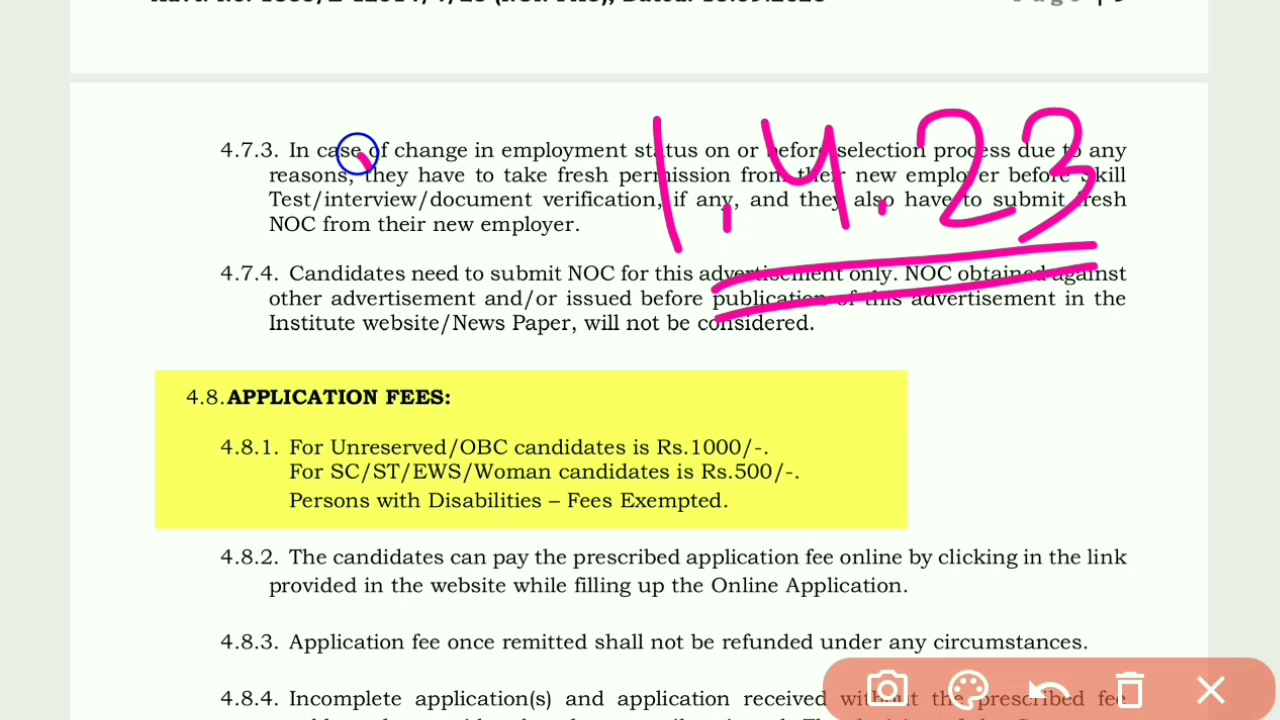 4.7.3. In case of change in employment status on or before selection process due to any
reasons, they have to take fresh permission from their new employer before Skill
Test/interview/document verification, if any, and they also have to submit fresh
NOC from their new employer.
1.4.23
4.7.4. Candidates need to submit NOC for this advertisement only. NOC obtained against
other advertisement and/or issued before publication of this advertisement in the
Institute website/News Paper, will not be considered.
4.8. APPLICATION FEES:
4.8.1. For Unreserved/OBC candidates is Rs.1000/-.
For SC/ST/EWS/Woman candidates is Rs.500/-.
Persons with Disabilities – Fees Exempted.
4.8.2. The candidates can pay the prescribed application fee online by clicking in the link
provided in the website while filling up the Online Application.
4.8.3. Application fee once remitted shall not be refunded under any circumstances.
4.8.4. Incomplete application(s) and application received without the prescribed fee